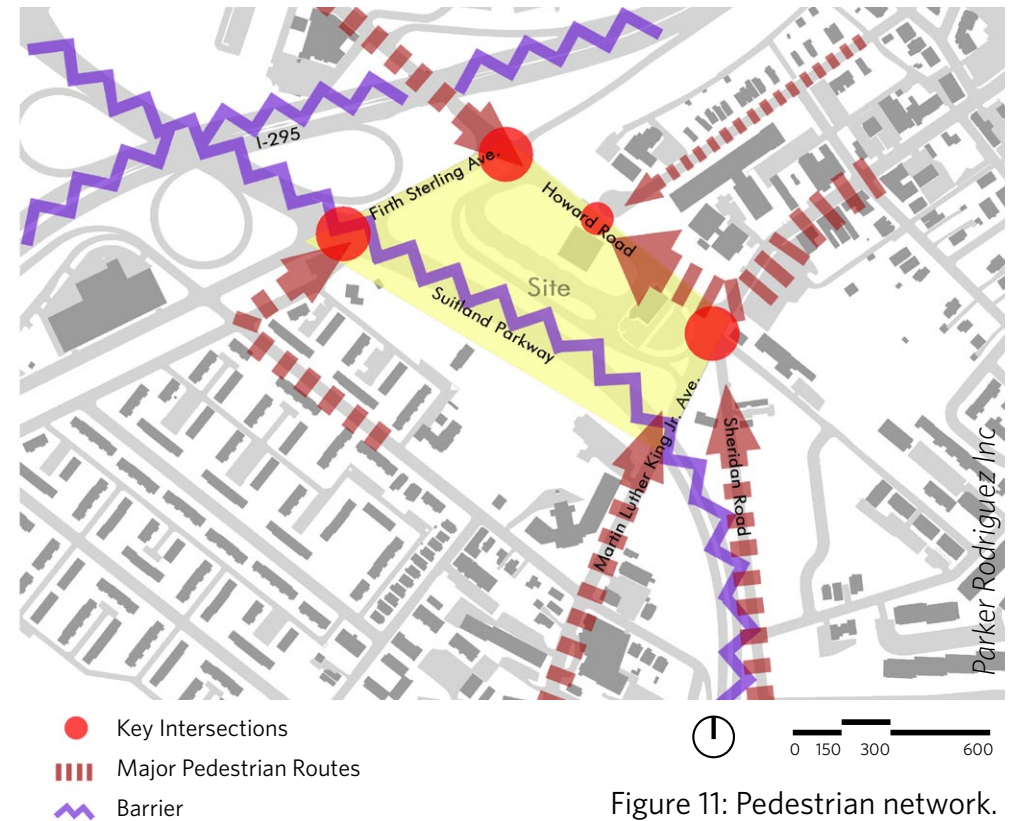 I-295
Firth Sterling Ave.
Howard Road
Site
Suitland Parkway
Martin Luther King Jr. Ave.
Sheridan Road
Parker Rodriguez Inc
Key Intersections
Major Pedestrian Routes
Barrier
0 150 300 600
Figure 11: Pedestrian network.